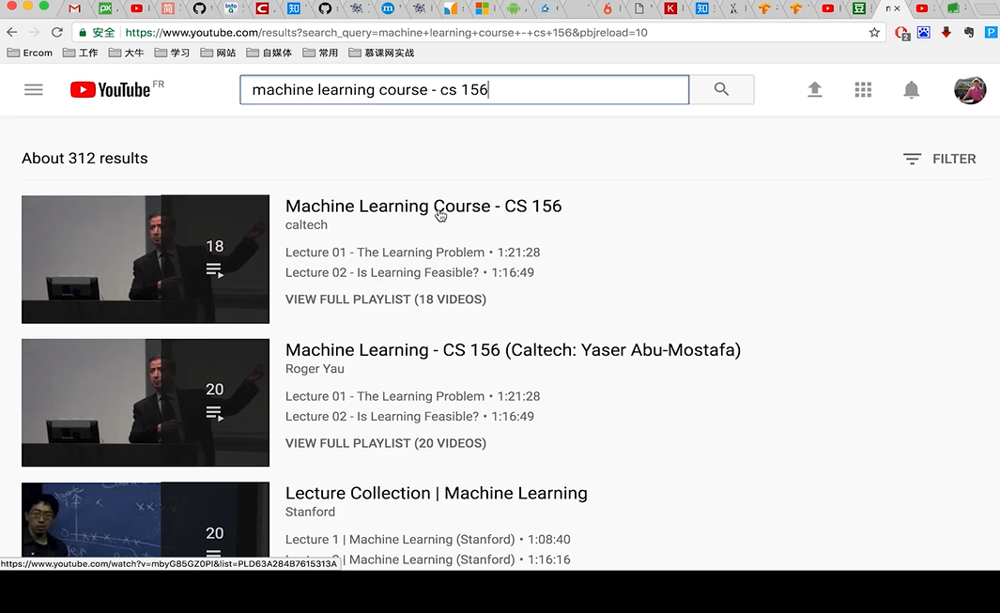 安全 https://www.youtube.com/results?search_query=machine+learning+course+-+cs+156&pbjreload=10
Ercom 工作 大牛 学习 网站 自媒体 常用 慕课网实战
YouTube FR
machine learning course - cs 156
About 312 results
FILTER
18
Machine Learning Course - CS 156
caltech
Lecture 01 - The Learning Problem • 1:21:28
Lecture 02 - Is Learning Feasible? • 1:16:49
VIEW FULL PLAYLIST (18 VIDEOS)
20
Machine Learning - CS 156 (Caltech: Yaser Abu-Mostafa)
Roger Yau
Lecture 01 - The Learning Problem • 1:21:28
Lecture 02 - Is Learning Feasible? • 1:16:49
VIEW FULL PLAYLIST (20 VIDEOS)
20
Lecture Collection | Machine Learning
Stanford
Lecture 1 | Machine Learning (Stanford) • 1:08:40
| Machine Learning (Stanford) • 1:16:16
https://www.youtube.com/watch?v=mbyG85GZ0PI&list=PLD63A284B7615313A